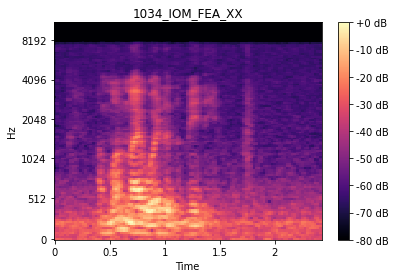 1034_IOM_FEA_XX
+0 dB
8192
-10 dB
4096
-20 dB
-30 dB
2048
Hz
-40 dB
1024
-50 dB
512
-60 dB
-70 dB
0
-80 dB
0 0.5 1 1.5 2
Time